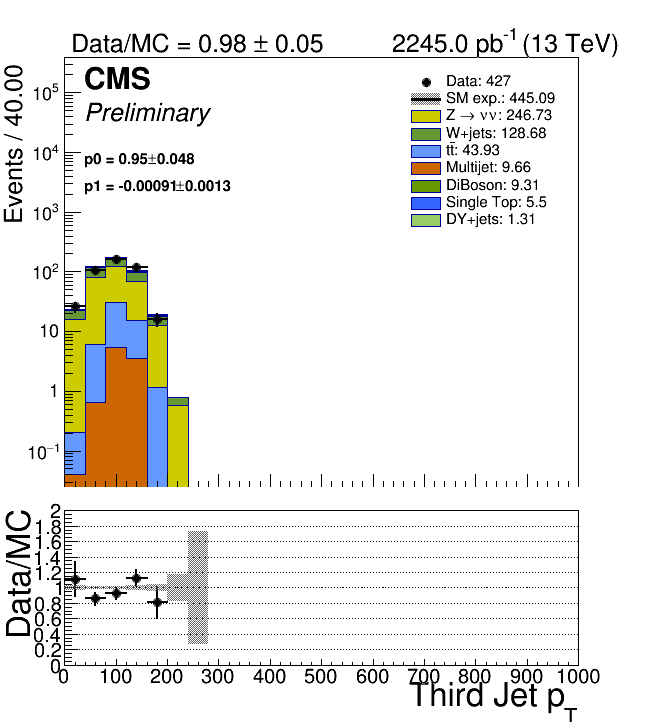 Data/MC = 0.98 ± 0.05 2245.0 pb⁻¹ (13 TeV)
CMS
Preliminary
p0 = 0.95±0.048
p1 = -0.00091±0.0013
Data: 427
SM exp.: 445.09
Z → νν: 246.73
W+jets: 128.68
tt̄: 43.93
Multijet: 9.66
DiBoson: 9.31
Single Top: 5.5
DY+jets: 1.31
Events / 40.00
10⁵
10⁴
10³
10²
10
1
10⁻¹
Data/MC
2
1.8
1.6
1.4
1.2
1
0.8
0.6
0.4
0.2
0
0 100 200 300 400 500 600 700 800 900 1000
Third Jet p_T